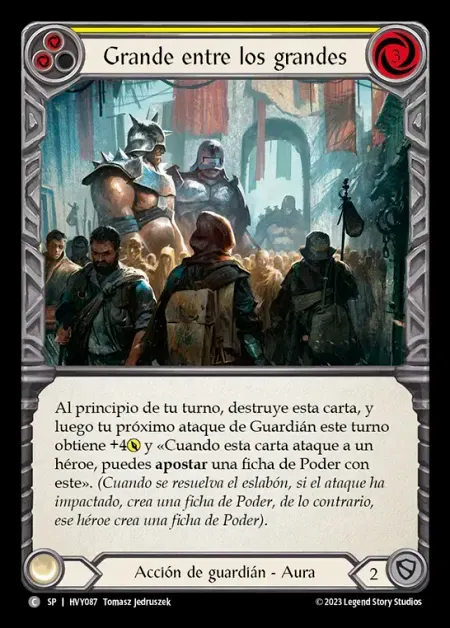 Grande entre los grandes
3
Al principio de tu turno, destruye esta carta, y
luego tu próximo ataque de Guardián este turno
obtiene +4 y «Cuando esta carta ataque a un
héroe, puedes apostar una ficha de Poder con
este». (Cuando se resuelva el eslabón, si el ataque ha
impactado, crea una ficha de Poder, de lo contrario,
ese héroe crea una ficha de Poder).
Acción de guardián - Aura
2
C SP | HVY087 Tomasz Jedruszek
© 2023 Legend Story Studios